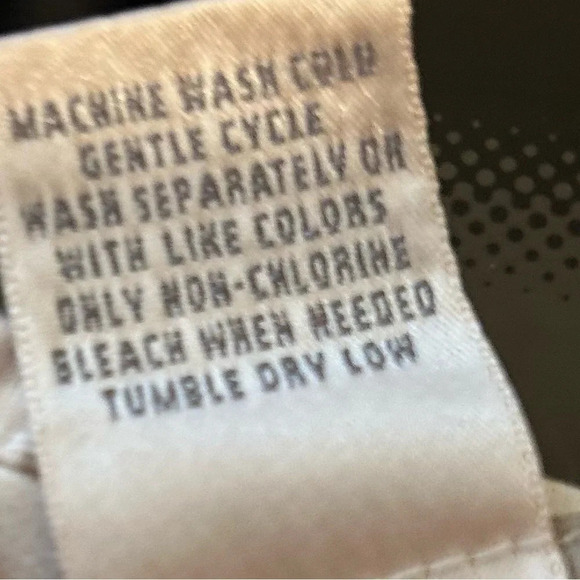 MACHINE WASH COLD
GENTLE CYCLE
WASH SEPARATELY OR
WITH LIKE COLORS
ONLY NON-CHLORINE
BLEACH WHEN NEEDED
TUMBLE DRY LOW